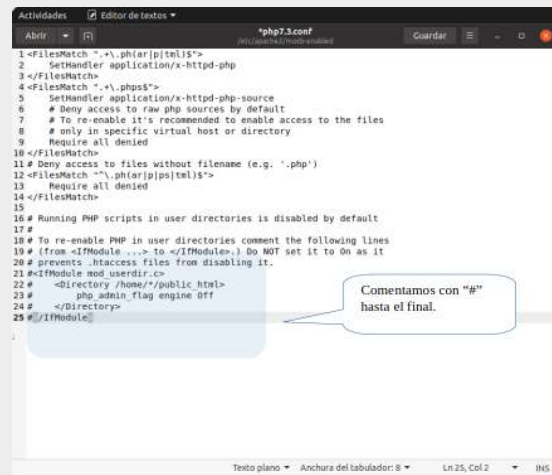 Actividades Editor de textos
Abrir *php7.3.conf Guardar
/etc/apache2/mods-enabled
1 <FilesMatch ".+\.ph(ar|p|tml)$">
2 SetHandler application/x-httpd-php
3 </FilesMatch>
4 <FilesMatch ".+\.phps$">
5 SetHandler application/x-httpd-php-source
6 # Deny access to raw php sources by default
7 # To re-enable it's recommended to enable access to the files
8 # only in specific virtual host or directory
9 Require all denied
10 </FilesMatch>
11 # Deny access to files without filename (e.g. '.php')
12 <FilesMatch "^\.ph(ar|p|ps|tml)$">
13 Require all denied
14 </FilesMatch>
15
16 # Running PHP scripts in user directories is disabled by default
17 #
18 # To re-enable PHP in user directories comment the following lines
19 # (from <IfModule ...> to </IfModule>.) Do NOT set it to On as it
20 # prevents .htaccess files from disabling it.
21 #<IfModule mod_userdir.c>
22 # <Directory /home/*/public_html>
23 # php_admin_flag engine Off
24 # </Directory>
25 #</IfModule>
Comentamos con "#"
hasta el final.
Texto plano Anchura del tabulador: 8 Ln 25, Col 2 INS